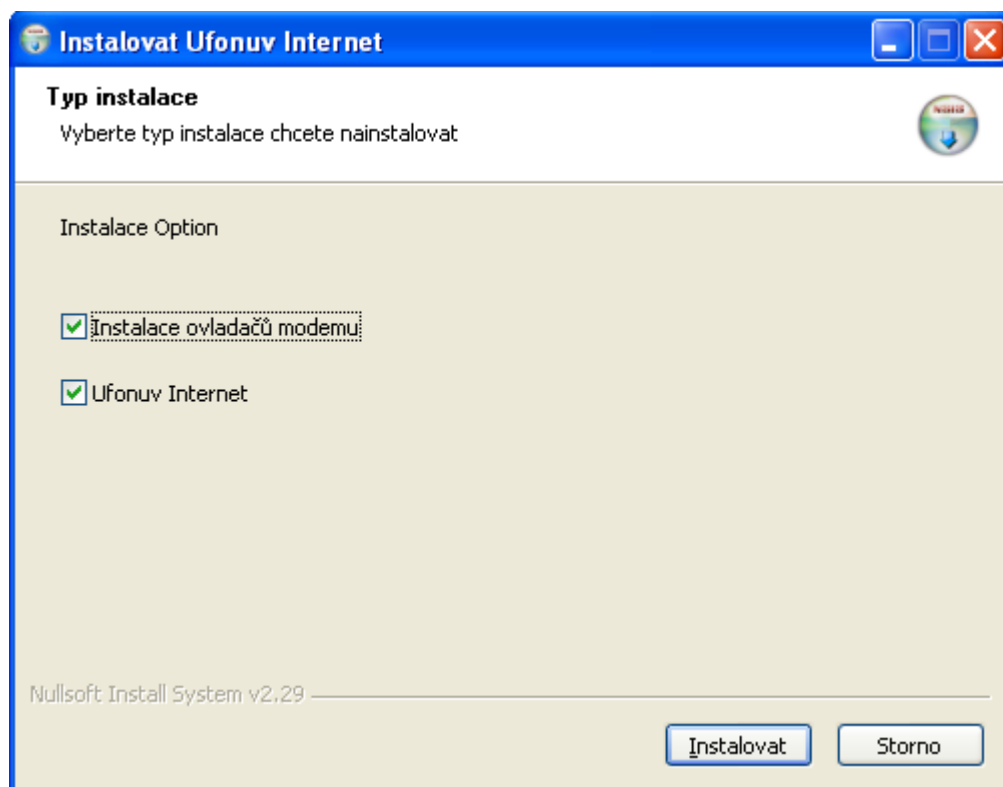 Instalovat Ufonuv Internet
Typ instalace
Vyberte typ instalace chcete nainstalovat
Instalace Option
Instalace ovladačů modemu
Ufonuv Internet
Nullsoft Install System v2.29
Instalovat
Storno